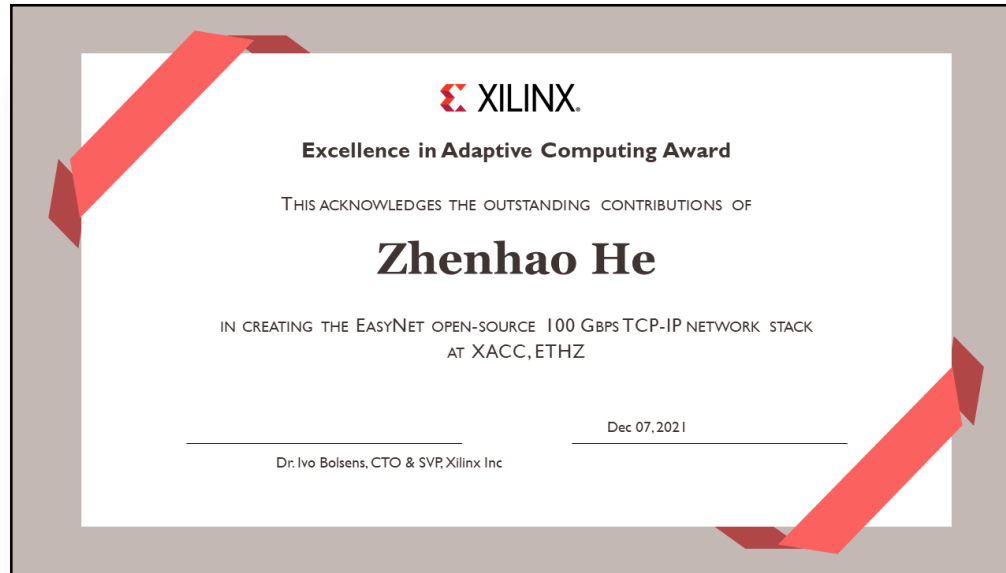 XILINX.
Excellence in Adaptive Computing Award
THIS ACKNOWLEDGES THE OUTSTANDING CONTRIBUTIONS OF
Zhenhao He
IN CREATING THE EASYNET OPEN-SOURCE 100 GBPS TCP-IP NETWORK STACK
AT XACC, ETHZ
Dec 07, 2021
Dr. Ivo Bolsens, CTO & SVP, Xilinx Inc